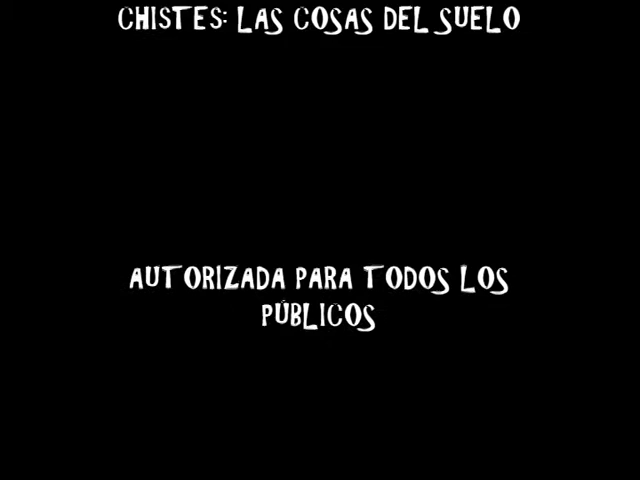 CHISTES: LAS COSAS DEL SUELO
AUTORIZADA PARA TODOS LOS
PÚBLICOS